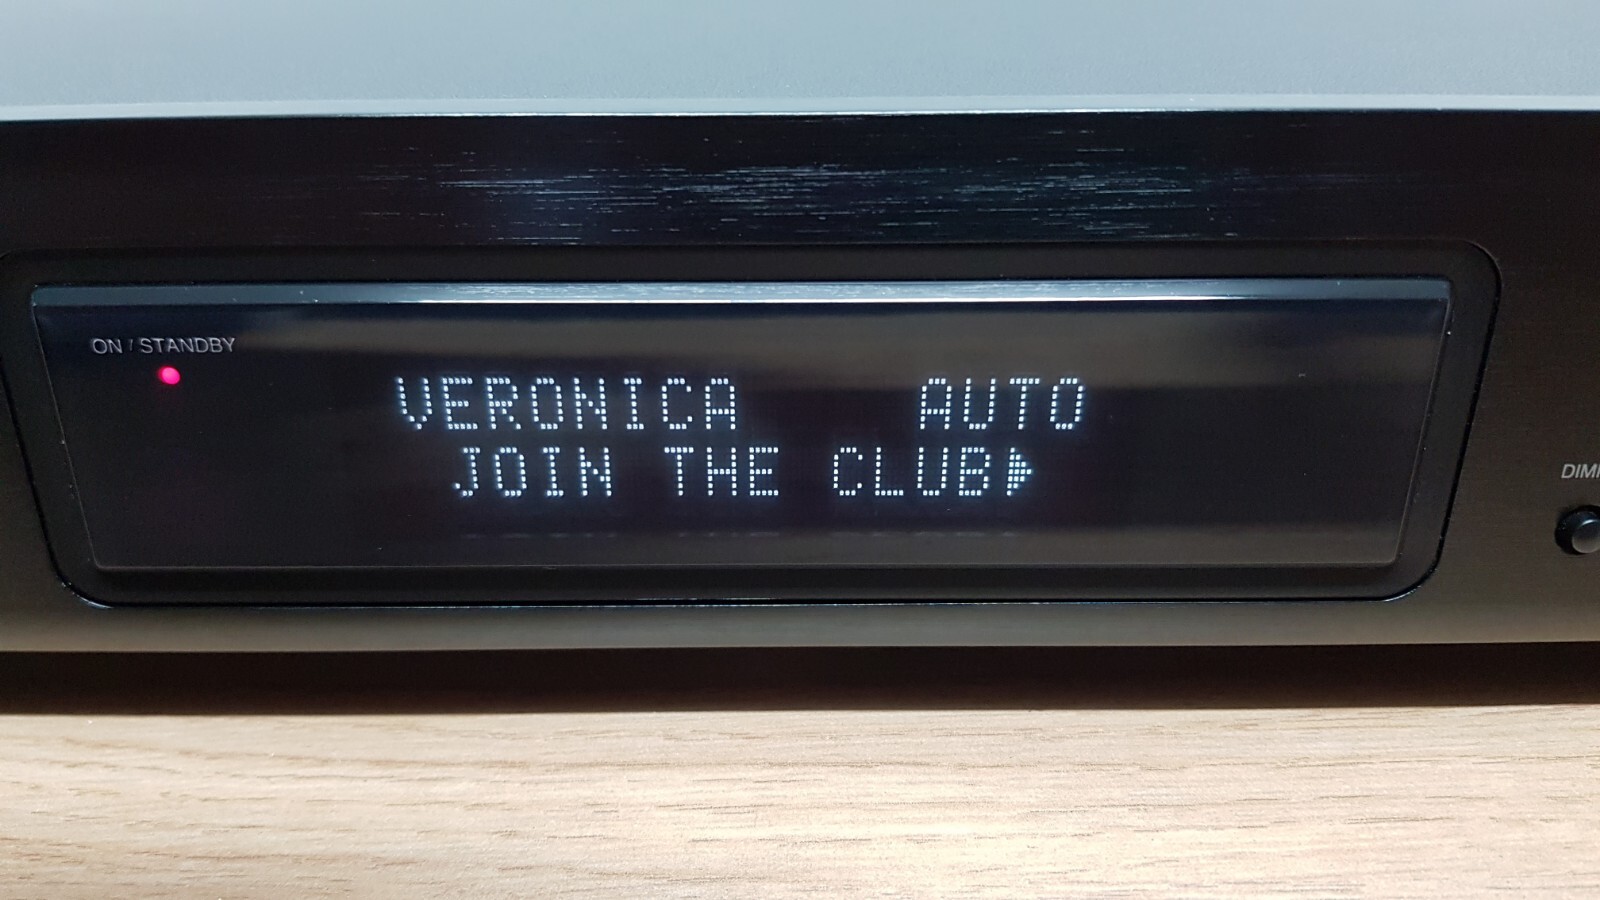 ON / STANDBY
VERONICA AUTO
JOIN THE CLUB